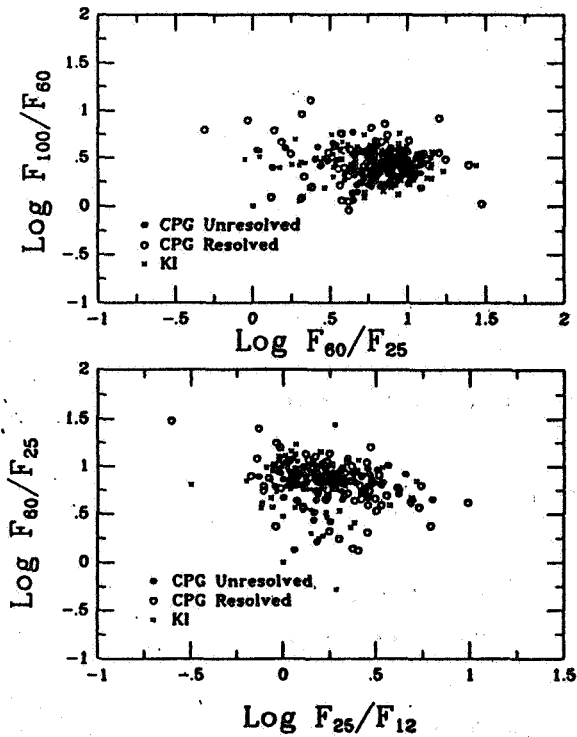 2
1.5
1
.5
0
-.5
-1
Log F100/F60
CPG Unresolved
CPG Resolved
KI
-1 -.5 0 .5 1 1.5 2
Log F60/F25
2
1.5
1
.5
0
-.5
-1
Log F60/F25
CPG Unresolved
CPG Resolved
KI
-1 -.5 0 .5 1 1.5
Log F25/F12